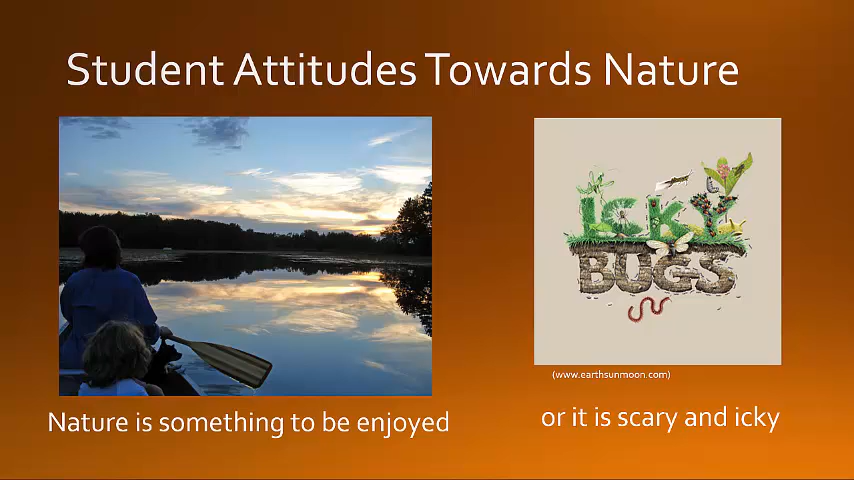 Student Attitudes Towards Nature
ICKY
BUGS
(www.earthsunmoon.com)
Nature is something to be enjoyed
or it is scary and icky